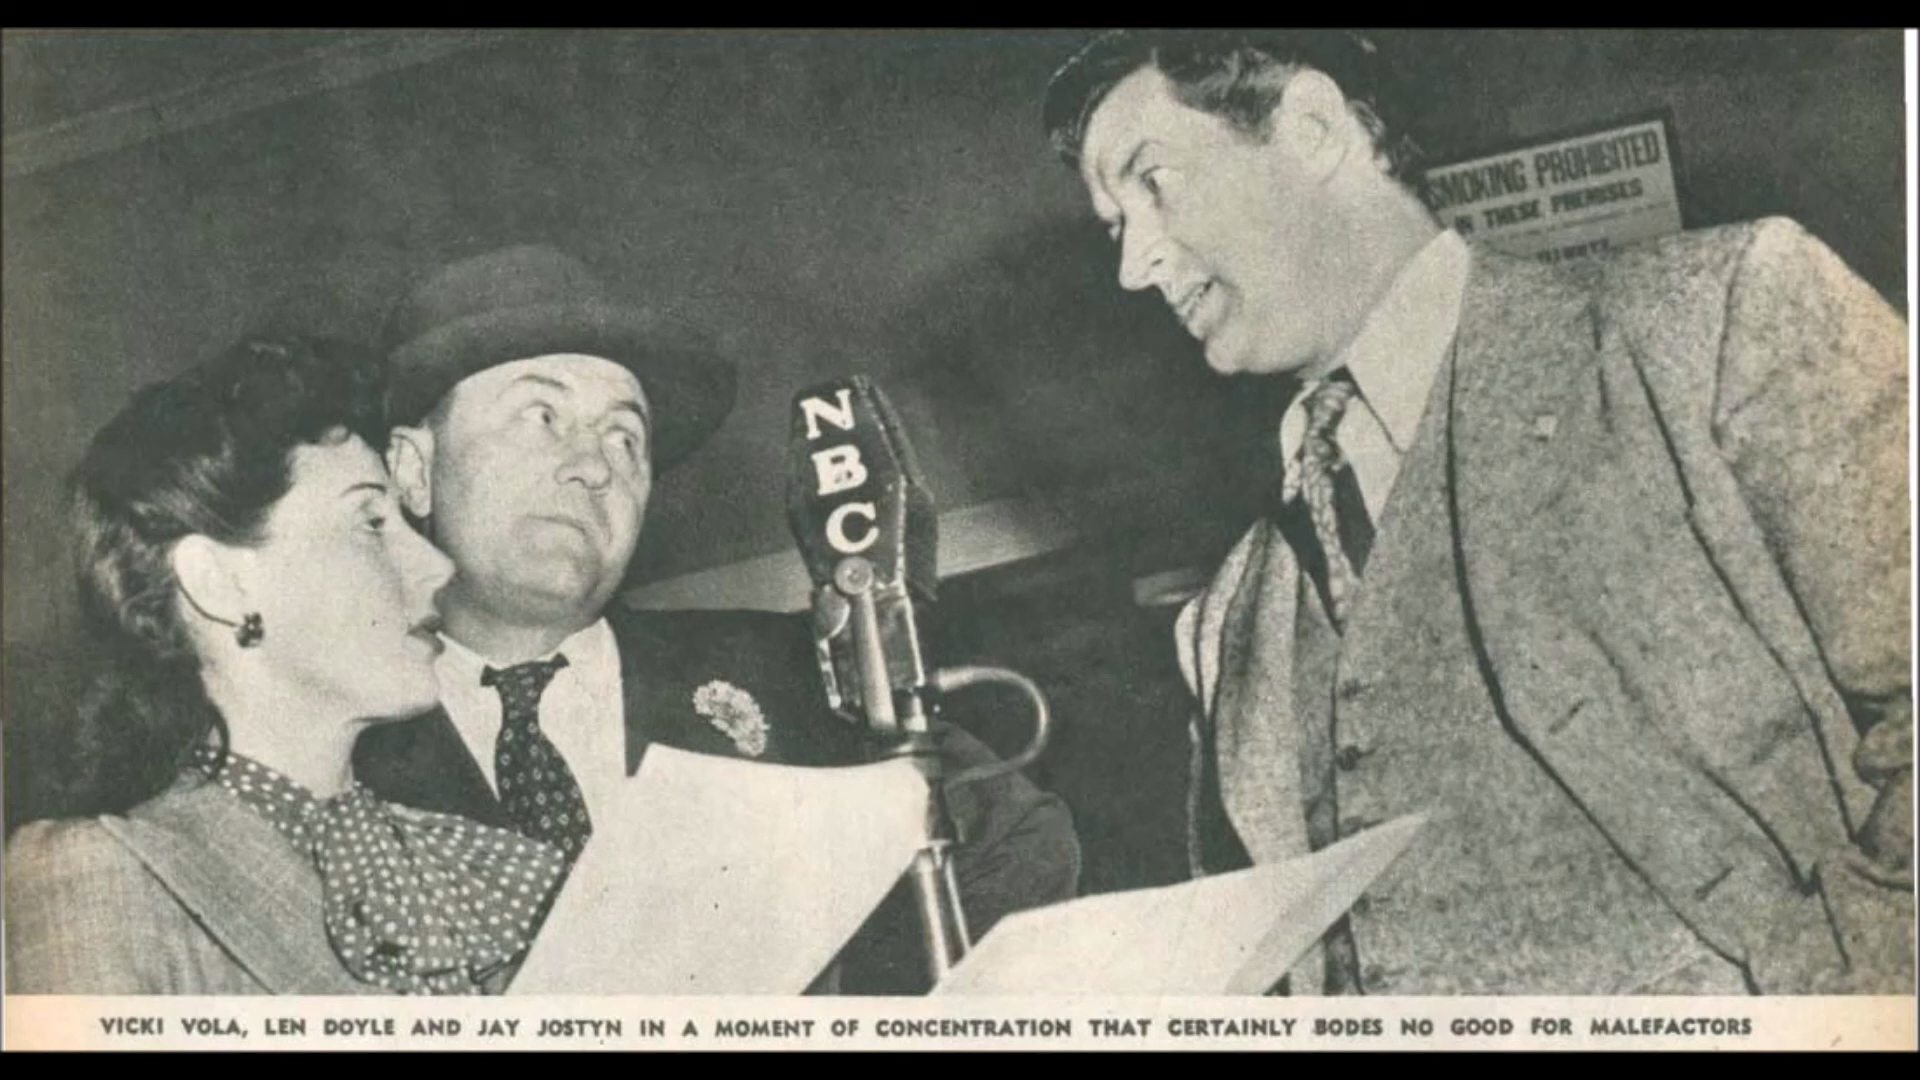 SMOKING PROHIBITED
IN THESE PREMISES
N
B
C
VICKI VOLA, LEN DOYLE AND JAY JOSTYN IN A MOMENT OF CONCENTRATION THAT CERTAINLY BODES NO GOOD FOR MALEFACTORS